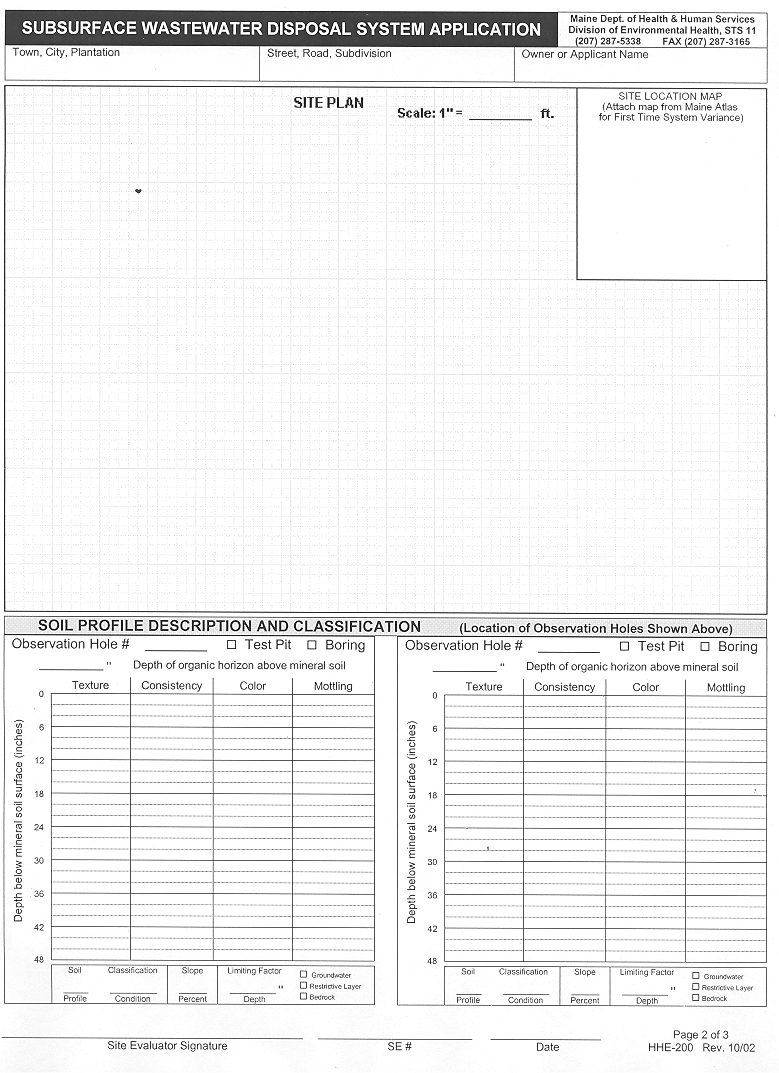 SUBSURFACE WASTEWATER DISPOSAL SYSTEM APPLICATION
Maine Dept. of Health & Human Services
Division of Environmental Health, STS 11
(207) 287-5338 FAX (207) 287-3165
Town, City, Plantation
Street, Road, Subdivision
Owner or Applicant Name
SITE PLAN
Scale: 1" = ________ ft.
SITE LOCATION MAP
(Attach map from Maine Atlas
for First Time System Variance)
SOIL PROFILE DESCRIPTION AND CLASSIFICATION (Location of Observation Holes Shown Above)
Observation Hole # ________ ☐ Test Pit ☐ Boring
________ " Depth of organic horizon above mineral soil
Texture Consistency Color Mottling
Depth below mineral soil surface (inches)
0
6
12
18
24
30
36
42
48
Soil Classification Slope Limiting Factor
Profile Condition Percent Depth "
☐ Groundwater
☐ Restrictive Layer
☐ Bedrock
Observation Hole # ________ ☐ Test Pit ☐ Boring
________ " Depth of organic horizon above mineral soil
Texture Consistency Color Mottling
Depth below mineral soil surface (inches)
0
6
12
18
24
30
36
42
48
Soil Classification Slope Limiting Factor
Profile Condition Percent Depth "
☐ Groundwater
☐ Restrictive Layer
☐ Bedrock
Site Evaluator Signature
SE #
Date
Page 2 of 3
HHE-200 Rev. 10/02